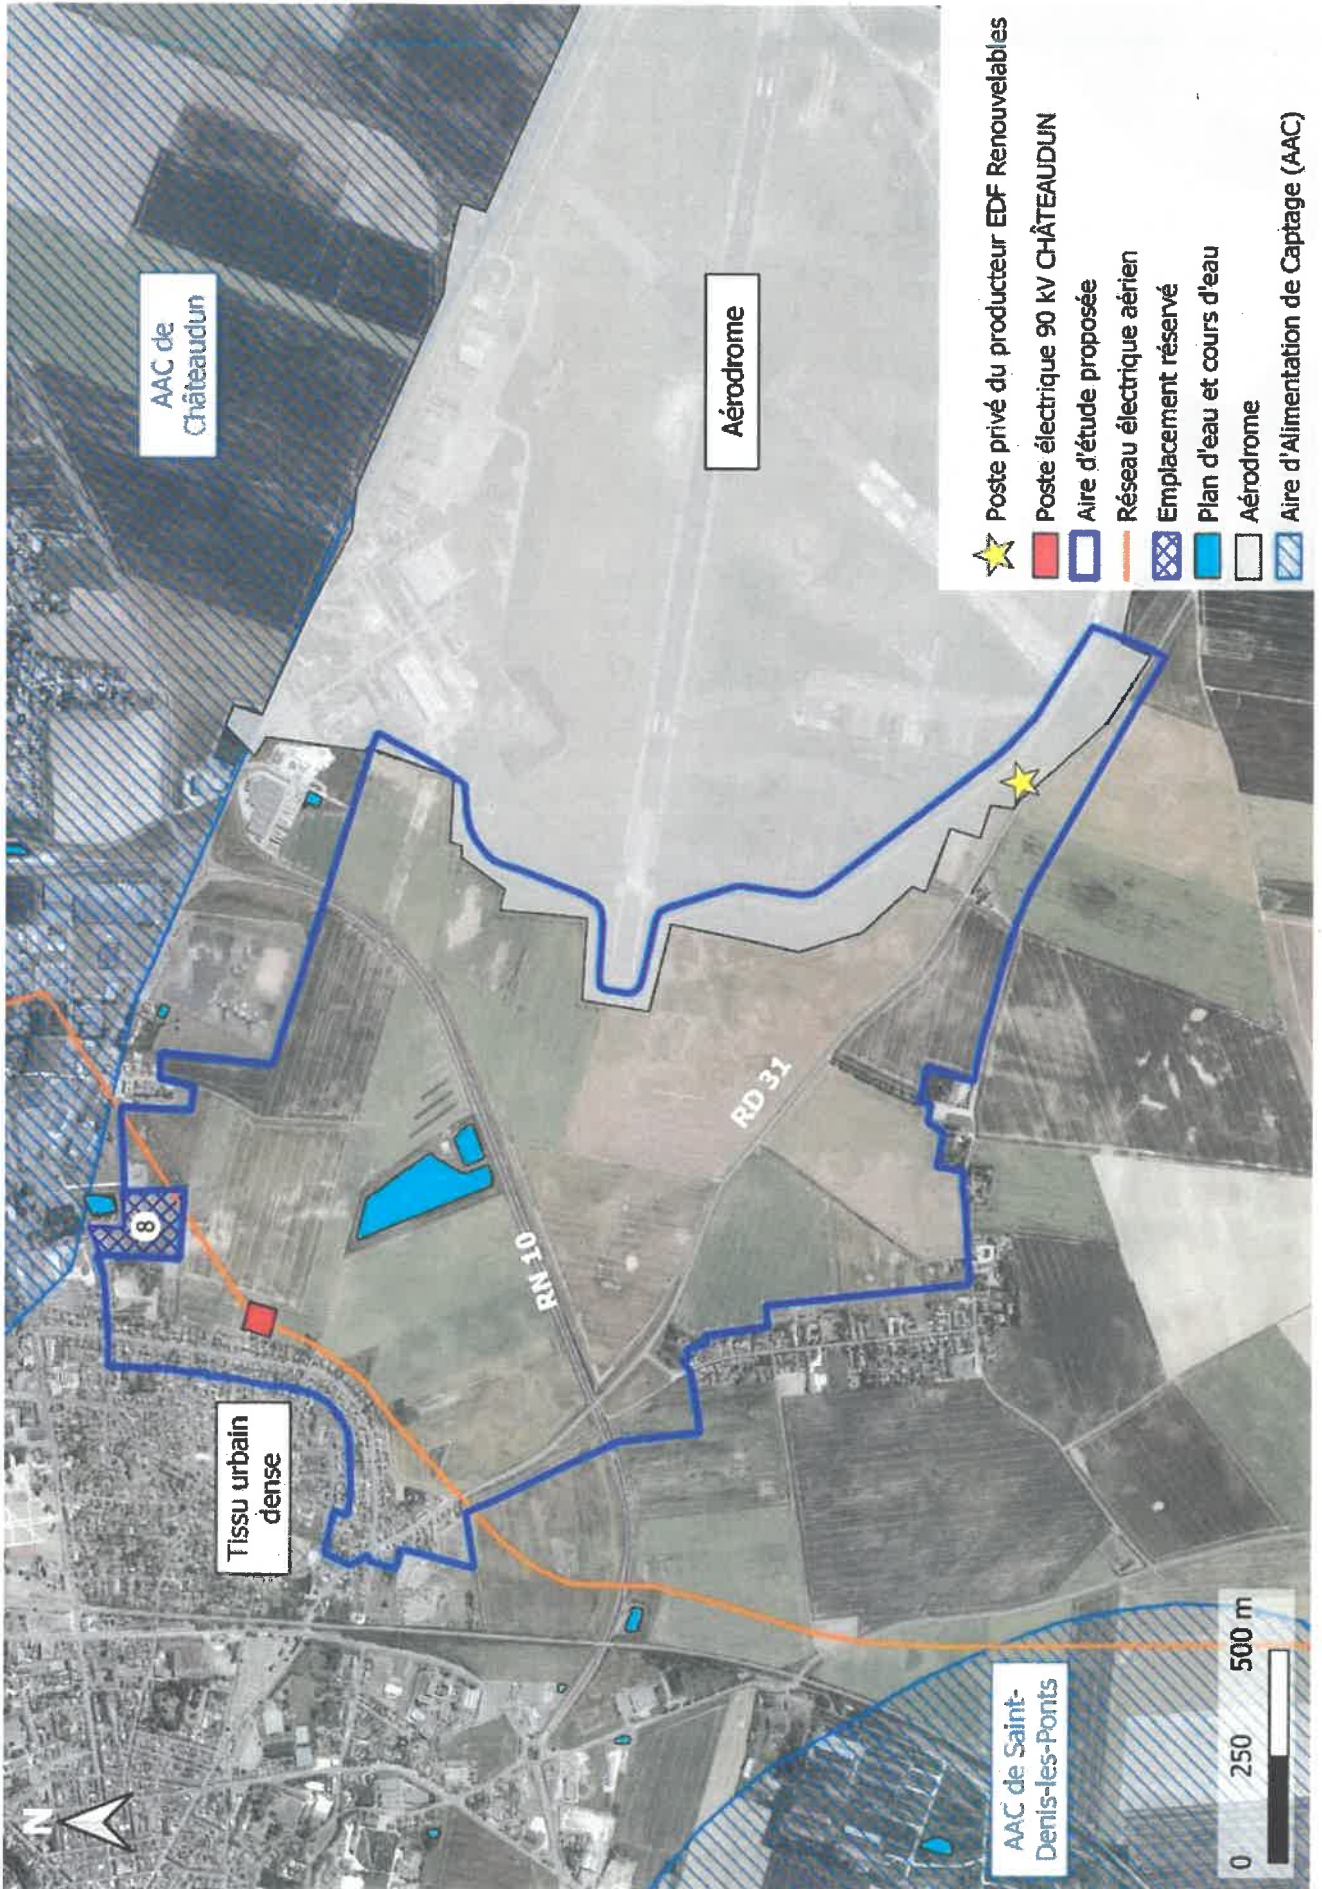 AAC de
Châteaudun
Aérodrome
Tissu urbain
dense
8
RN 10
RD 31
AAC de Saint-
Denis-les-Ponts
N
0 250 500 m
Poste privé du producteur EDF Renouvelables
Poste électrique 90 kV CHÂTEAUDUN
Aire d'étude proposée
Réseau électrique aérien
Emplacement réservé
Plan d'eau et cours d'eau
Aérodrome
Aire d'Alimentation de Captage (AAC)